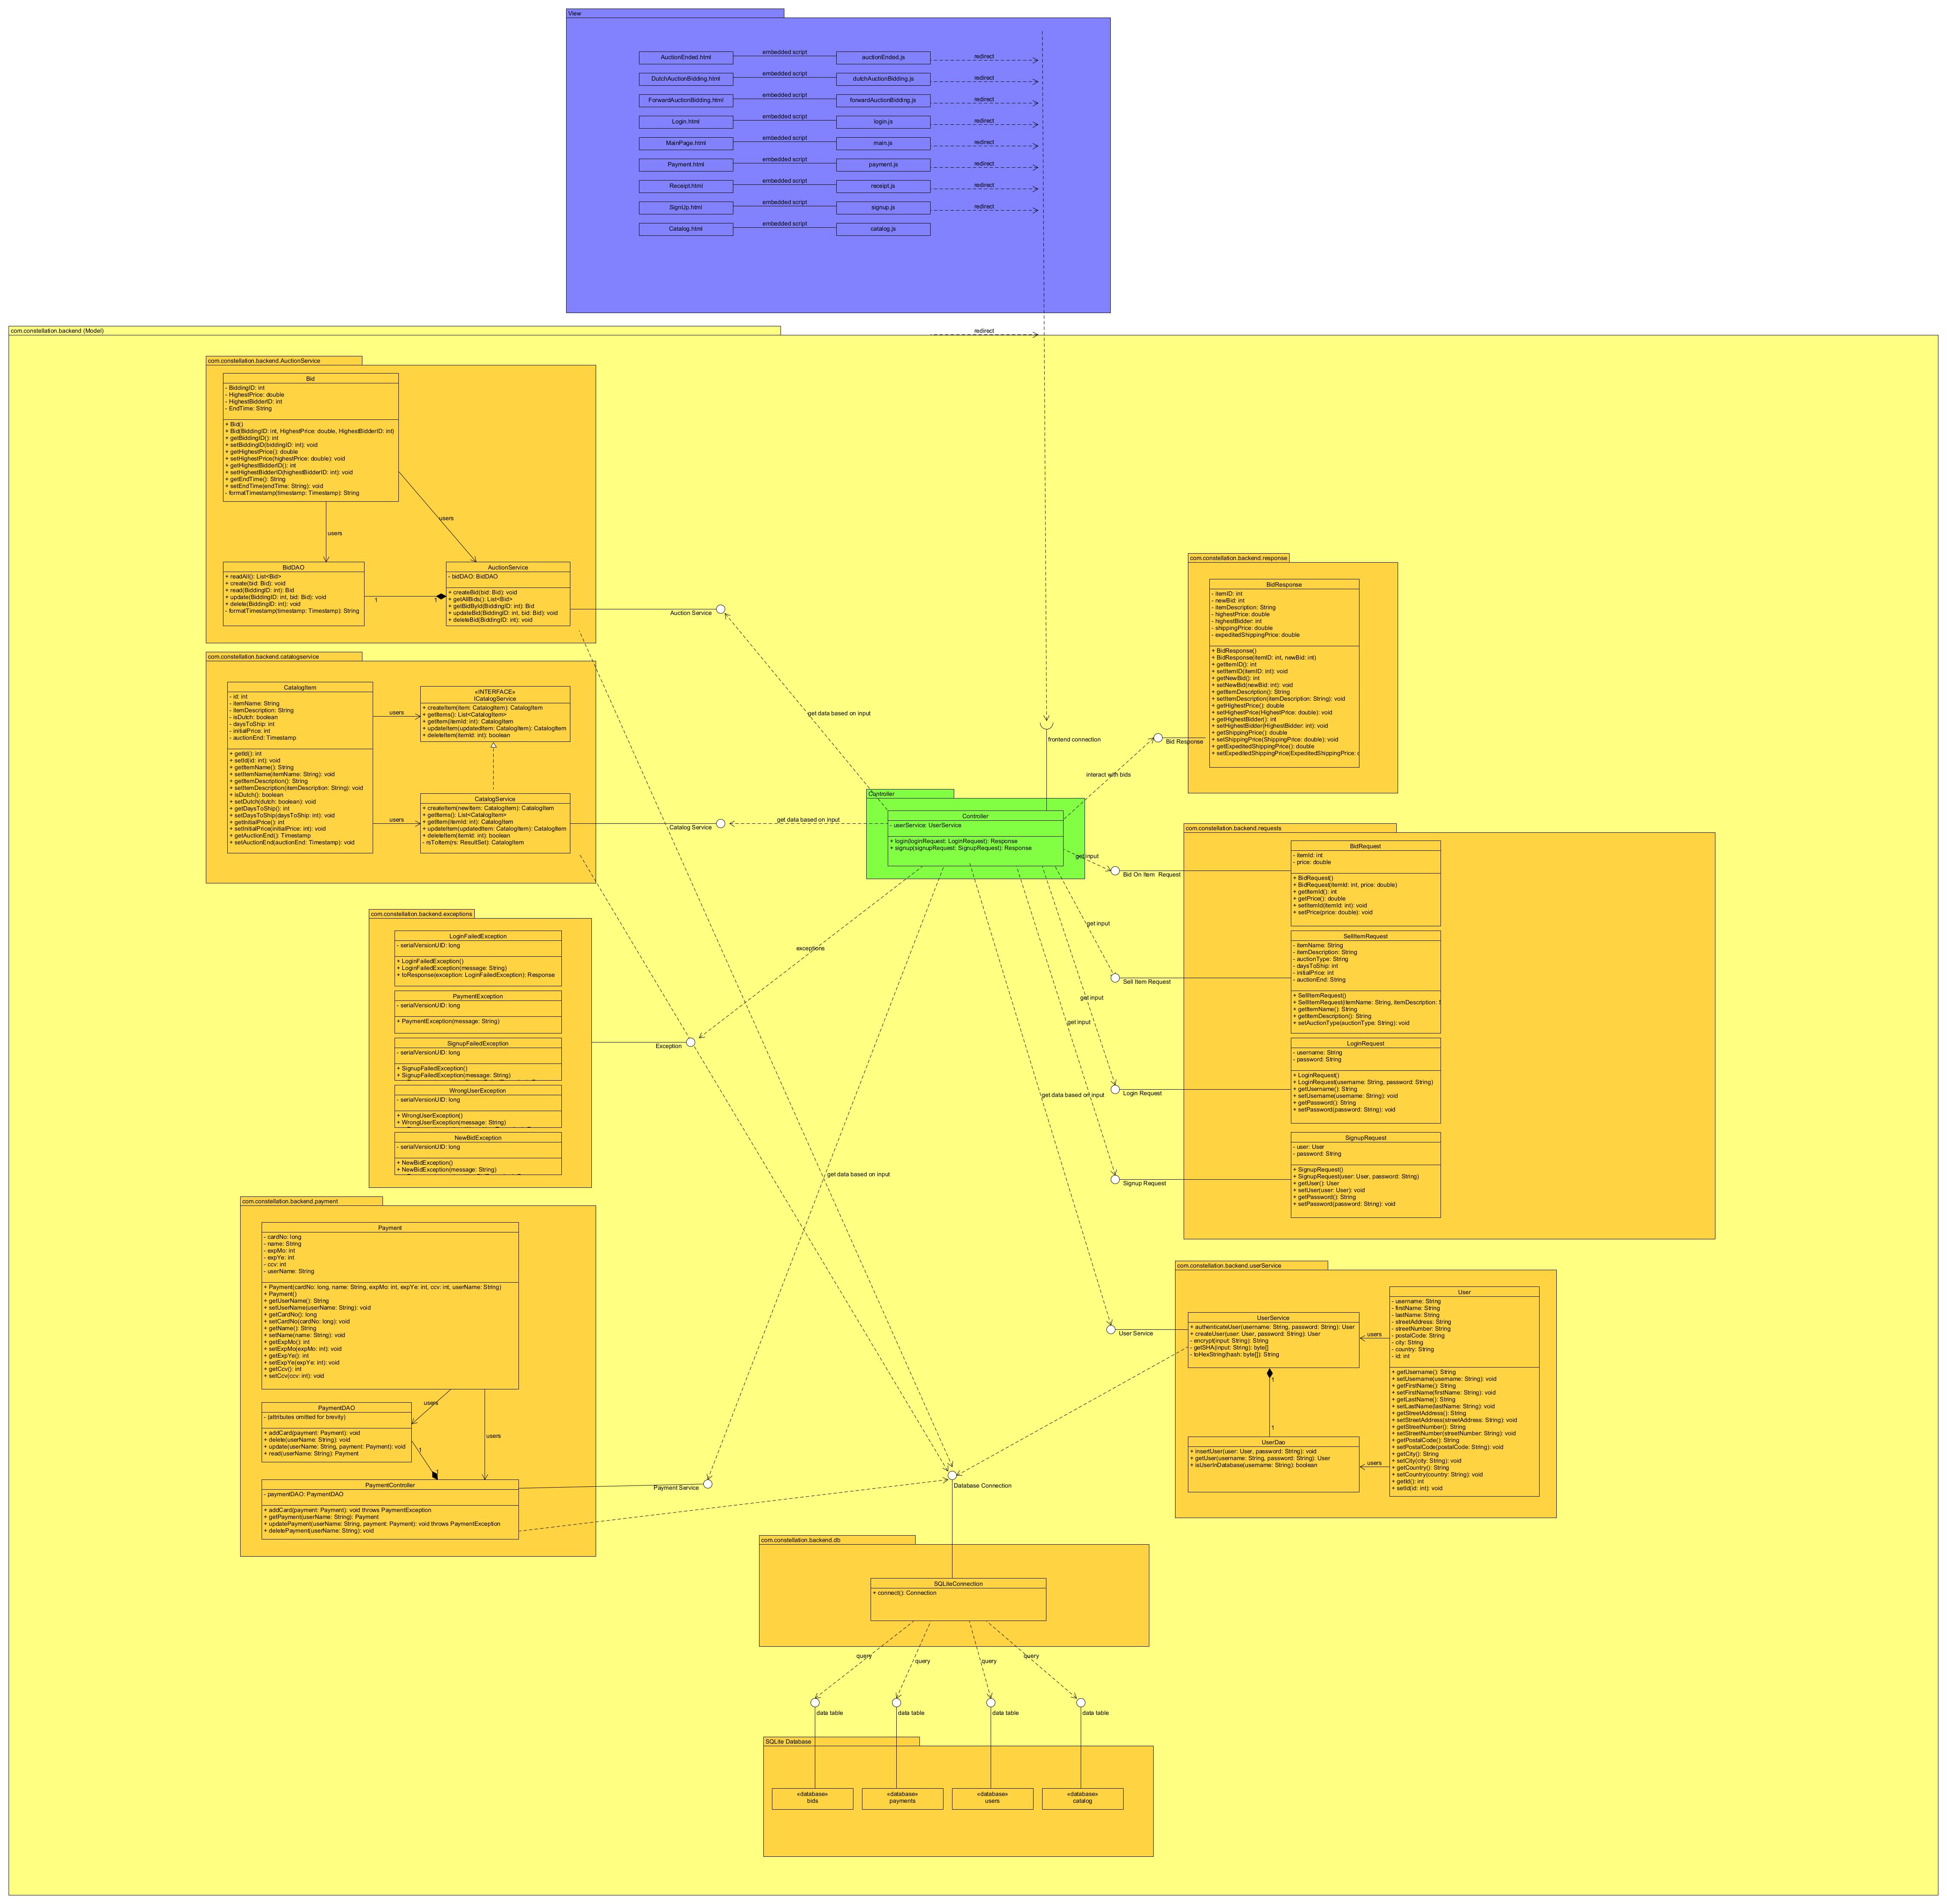 View
AuctionEnded.html
embedded script
auctionEnded.js
redirect
DutchAuctionBidding.html
embedded script
dutchAuctionBidding.js
redirect
ForwardAuctionBidding.html
embedded script
forwardAuctionBidding.js
redirect
Login.html
embedded script
login.js
redirect
MainPage.html
embedded script
main.js
redirect
Payment.html
embedded script
payment.js
redirect
Receipt.html
embedded script
receipt.js
redirect
SignUp.html
embedded script
signup.js
redirect
Catalog.html
embedded script
catalog.js
com.constellation.backend (Model)
redirect
com.constellation.backend.AuctionService
Bid
- BiddingID: int
- HighestPrice: double
- HighestBidderID: int
- EndTime: String
+ Bid()
+ Bid(BiddingID: int, HighestPrice: double, HighestBidderID: int)
+ getBiddingID(): int
+ setBiddingID(biddingID: int): void
+ getHighestPrice(): double
+ setHighestPrice(highestPrice: double): void
+ getHighestBidderID(): int
+ setHighestBidderID(highestBidderID: int): void
+ getEndTime(): String
+ setEndTime(endTime: String): void
- formatTimestamp(timestamp: Timestamp): String
users
users
BidDAO
+ readAll(): List<Bid>
+ create(bid: Bid): void
+ read(BiddingID: int): Bid
+ update(BiddingID: int, bid: Bid): void
+ delete(BiddingID: int): void
- formatTimestamp(timestamp: Timestamp): String
1
1
AuctionService
- bidDAO: BidDAO
+ createBid(bid: Bid): void
+ getAllBids(): List<Bid>
+ getBidById(BiddingID: int): Bid
+ updateBid(BiddingID: int, bid: Bid): void
+ deleteBid(BiddingID: int): void
Auction Service
com.constellation.backend.catalogservice
CatalogItem
- id: int
- itemName: String
- itemDescription: String
- isDutch: boolean
- daysToShip: int
- initialPrice: int
- auctionEnd: Timestamp
+ getId(): int
+ setId(id: int): void
+ getItemName(): String
+ setItemName(itemName: String): void
+ getItemDescription(): String
+ setItemDescription(itemDescription: String): void
+ isDutch(): boolean
+ setDutch(dutch: boolean): void
+ getDaysToShip(): int
+ setDaysToShip(daysToShip: int): void
+ getInitialPrice(): int
+ setInitialPrice(initialPrice: int): void
+ getAuctionEnd(): Timestamp
+ setAuctionEnd(auctionEnd: Timestamp): void
users
users
«INTERFACE»
ICatalogService
+ createItem(item: CatalogItem): CatalogItem
+ getItems(): List<CatalogItem>
+ getItem(itemId: int): CatalogItem
+ updateItem(updatedItem: CatalogItem): CatalogItem
+ deleteItem(itemId: int): boolean
CatalogService
+ createItem(newItem: CatalogItem): CatalogItem
+ getItems(): List<CatalogItem>
+ getItem(itemId: int): CatalogItem
+ updateItem(updatedItem: CatalogItem): CatalogItem
+ deleteItem(itemId: int): boolean
- rsToItem(rs: ResultSet): CatalogItem
Catalog Service
get data based on input
get data based on input
frontend connection
interact with bids
Controller
Controller
- userService: UserService
+ login(loginRequest: LoginRequest): Response
+ signup(signupRequest: SignupRequest): Response
com.constellation.backend.response
BidResponse
- itemID: int
- newBid: int
- itemDescription: String
- highestPrice: double
- highestBidder: int
- shippingPrice: double
- expeditedShippingPrice: double
+ BidResponse()
+ BidResponse(itemID: int, newBid: int)
+ getItemID(): int
+ setItemID(itemID: int): void
+ getNewBid(): int
+ setNewBid(newBid: int): void
+ getItemDescription(): String
+ setItemDescription(itemDescription: String): void
+ getHighestPrice(): double
+ setHighestPrice(HighestPrice: double): void
+ getHighestBidder(): int
+ setHighestBidder(HighestBidder: int): void
+ getShippingPrice(): double
+ setShippingPrice(ShippingPrice: double): void
+ getExpeditedShippingPrice(): double
+ setExpeditedShippingPrice(ExpeditedShippingPrice:
Bid Response
get input
Bid On Item Request
get input
Sell Item Request
get input
Login Request
get input
Signup Request
com.constellation.backend.requests
BidRequest
- itemId: int
- price: double
+ BidRequest()
+ BidRequest(itemId: int, price: double)
+ getItemId(): int
+ getPrice(): double
+ setItemId(itemId: int): void
+ setPrice(price: double): void
SellItemRequest
- itemName: String
- itemDescription: String
- auctionType: String
- daysToShip: int
- initialPrice: int
- auctionEnd: String
+ SellItemRequest()
+ SellItemRequest(itemName: String, itemDescription:
+ getItemName(): String
+ getItemDescription(): String
+ setAuctionType(auctionType: String): void
LoginRequest
- username: String
- password: String
+ LoginRequest()
+ LoginRequest(username: String, password: String)
+ getUsername(): String
+ setUsername(username: String): void
+ getPassword(): String
+ setPassword(password: String): void
SignupRequest
- user: User
- password: String
+ SignupRequest()
+ SignupRequest(user: User, password: String)
+ getUser(): User
+ setUser(user: User): void
+ getPassword(): String
+ setPassword(password: String): void
com.constellation.backend.exceptions
LoginFailedException
- serialVersionUID: long
+ LoginFailedException()
+ LoginFailedException(message: String)
+ toResponse(exception: LoginFailedException): Response
PaymentException
- serialVersionUID: long
+ PaymentException(message: String)
SignupFailedException
- serialVersionUID: long
+ SignupFailedException()
+ SignupFailedException(message: String)
WrongUserException
- serialVersionUID: long
+ WrongUserException()
+ WrongUserException(message: String)
NewBidException
- serialVersionUID: long
+ NewBidException()
+ NewBidException(message: String)
exceptions
Exception
get data based on input
get data based on input
com.constellation.backend.payment
Payment
- cardNo: long
- name: String
- expMo: int
- expYe: int
- ccv: int
- userName: String
+ Payment(cardNo: long, name: String, expMo: int, expYe: int, ccv: int, userName: String)
+ Payment()
+ getUserName(): String
+ setUserName(userName: String): void
+ getCardNo(): long
+ setCardNo(cardNo: long): void
+ getName(): String
+ setName(name: String): void
+ getExpMo(): int
+ setExpMo(expMo: int): void
+ getExpYe(): int
+ setExpYe(expYe: int): void
+ getCcv(): int
+ setCcv(ccv: int): void
users
users
PaymentDAO
- (attributes omitted for brevity)
+ addCard(payment: Payment): void
+ delete(userName: String): void
+ update(userName: String, payment: Payment): void
+ read(userName: String): Payment
1
1
PaymentController
- paymentDAO: PaymentDAO
+ addCard(payment: Payment): void throws PaymentException
+ getPayment(userName: String): Payment
+ updatePayment(userName: String, payment: Payment): void throws PaymentException
+ deletePayment(userName: String): void
Payment Service
Database Connection
User Service
com.constellation.backend.userService
UserService
+ authenticateUser(username: String, password: String): User
+ createUser(user: User, password: String): User
- encrypt(input: String): String
- getSHA(input: String): byte[]
- toHexString(hash: byte[]): String
1
1
UserDao
+ insertUser(user: User, password: String): void
+ getUser(username: String, password: String): User
+ isUserInDatabase(username: String): boolean
users
users
User
- username: String
- firstName: String
- lastName: String
- streetAddress: String
- streetNumber: String
- postalCode: String
- city: String
- country: String
- id: int
+ getUsername(): String
+ setUsername(username: String): void
+ getFirstName(): String
+ setFirstName(firstName: String): void
+ getLastName(): String
+ setLastName(lastName: String): void
+ getStreetAddress(): String
+ setStreetAddress(streetAddress: String): void
+ getStreetNumber(): String
+ setStreetNumber(streetNumber: String): void
+ getPostalCode(): String
+ setPostalCode(postalCode: String): void
+ getCity(): String
+ setCity(city: String): void
+ getCountry(): String
+ setCountry(country: String): void
+ getId(): int
+ setId(id: int): void
com.constellation.backend.db
SQLiteConnection
+ connect(): Connection
query
query
query
query
data table
data table
data table
data table
SQLite Database
«database»
bids
«database»
payments
«database»
users
«database»
catalog